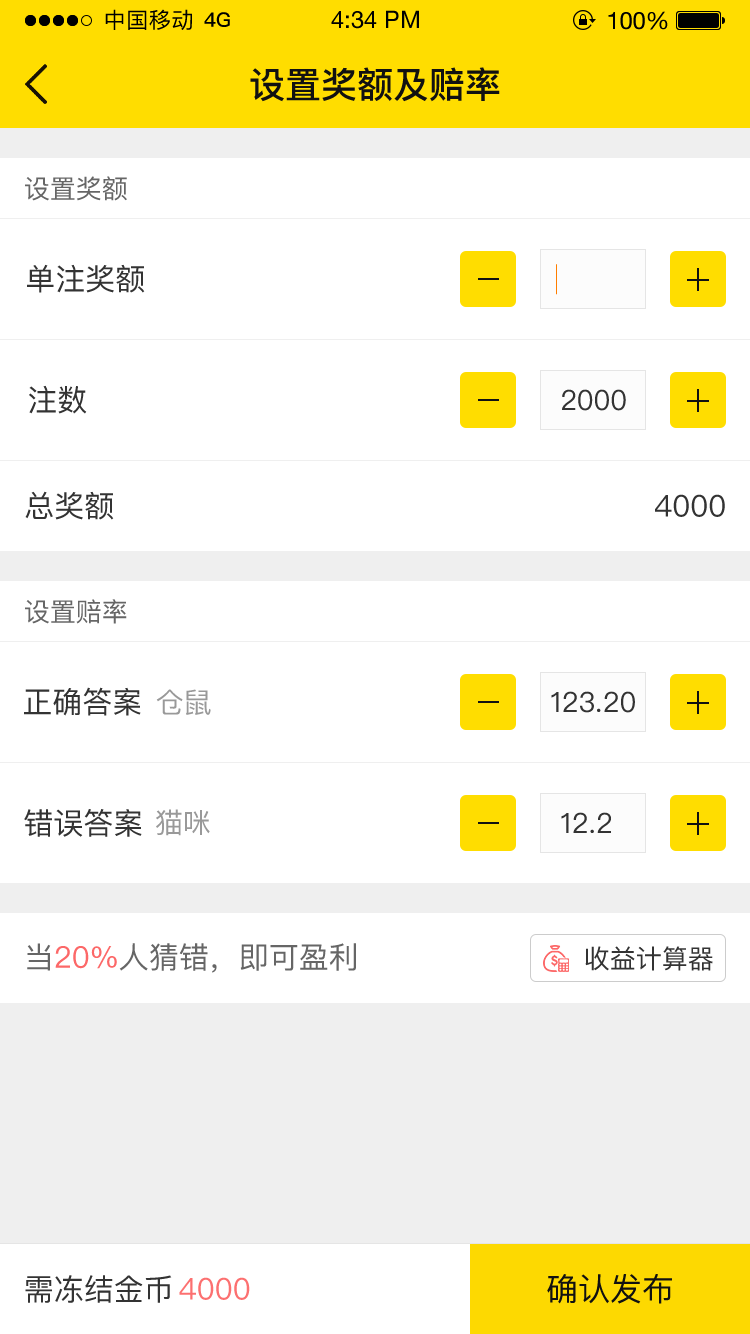 中国移动 4G 4:34 PM 100%
设置奖额及赔率
设置奖额
单注奖额
注数 2000
总奖额 4000
设置赔率
正确答案 仓鼠 123.20
错误答案 猫咪 12.2
当20%人猜错，即可盈利 收益计算器
需冻结金币 4000 确认发布